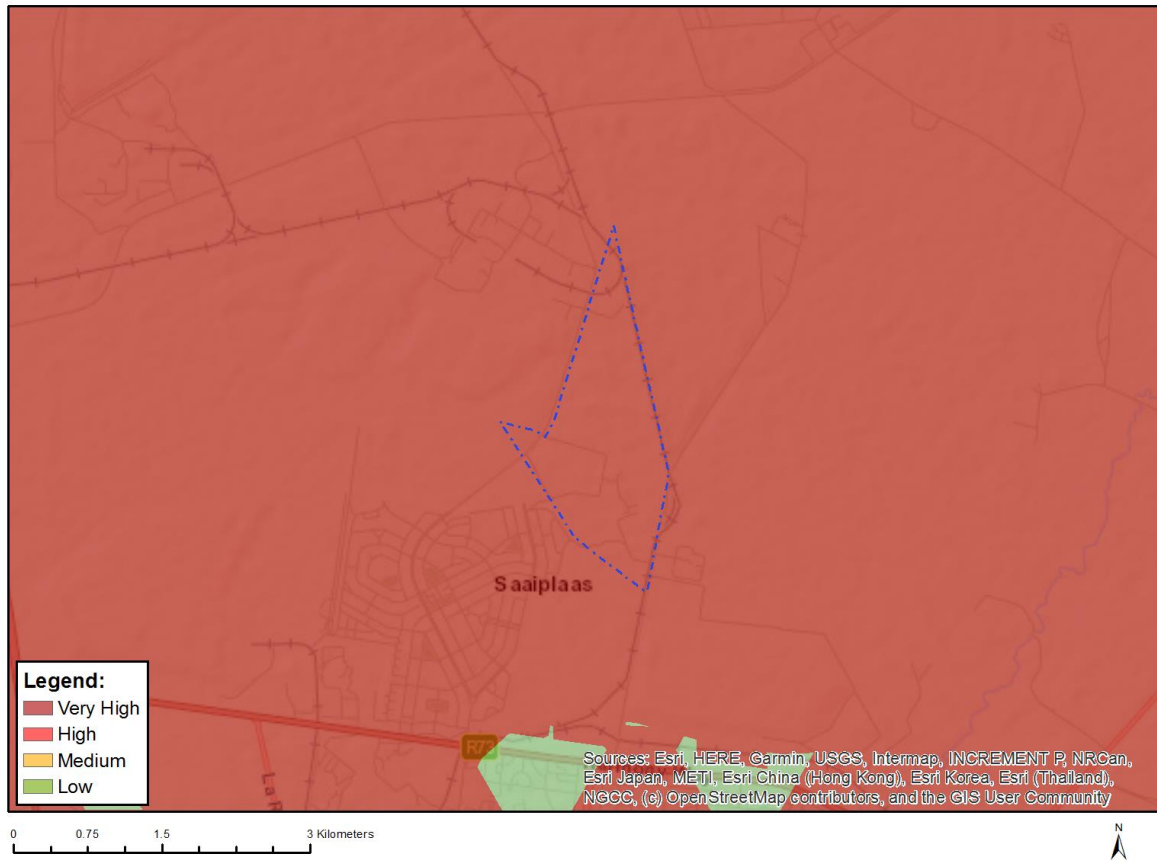 Saaiplaas
Legend:
Very High
High
Medium
Low
La R
Sources: Esri, HERE, Garmin, USGS, Intermap, INCREMENT P, NRCan,
Esri Japan, METI, Esri China (Hong Kong), Esri Korea, Esri (Thailand),
NGCC, (c) OpenStreetMap contributors, and the GIS User Community
0 0.75 1.5 3 Kilometers
N